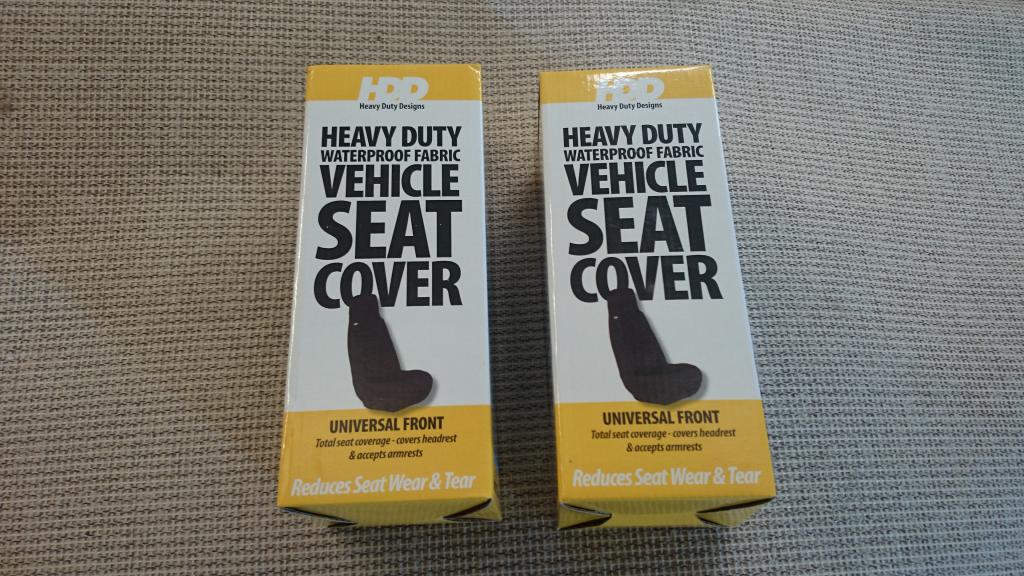 HDD
Heavy Duty Designs
HEAVY DUTY
WATERPROOF FABRIC
VEHICLE
SEAT
COVER
UNIVERSAL FRONT
Total seat coverage - covers headrest
& accepts armrests
Reduces Seat Wear & Tear
HDD
Heavy Duty Designs
HEAVY DUTY
WATERPROOF FABRIC
VEHICLE
SEAT
COVER
UNIVERSAL FRONT
Total seat coverage - covers headrest
& accepts armrests
Reduces Seat Wear & Tear